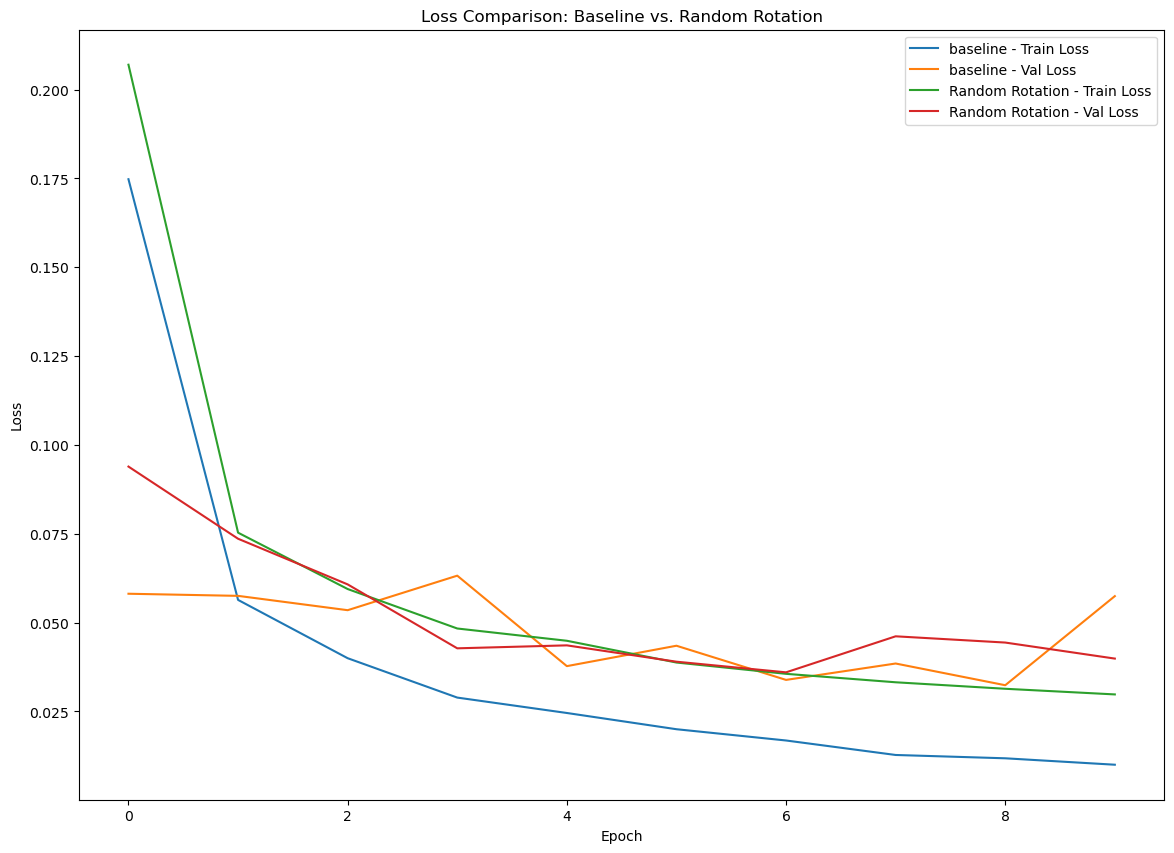 Loss Comparison: Baseline vs. Random Rotation
baseline - Train Loss
baseline - Val Loss
Random Rotation - Train Loss
Random Rotation - Val Loss
0.200
0.175
0.150
0.125
0.100
0.075
0.050
0.025
Loss
0 2 4 6 8
Epoch